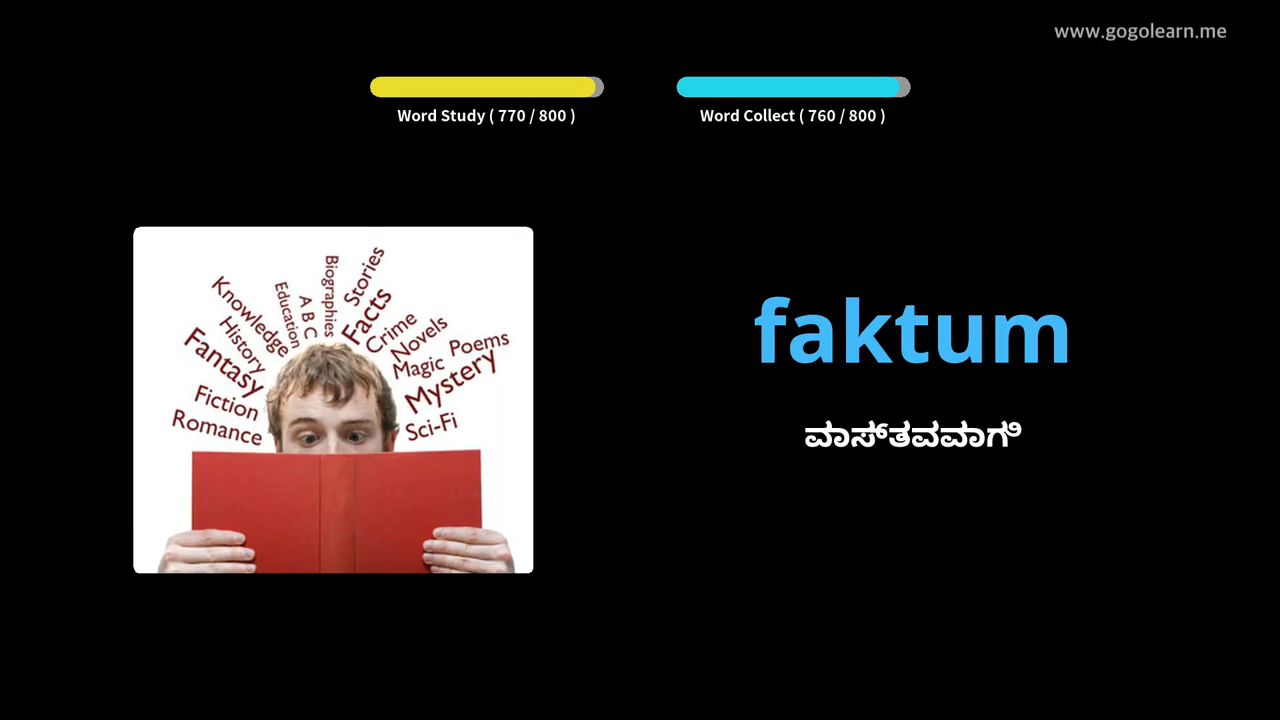 www.gogolearn.me
Word Study ( 770 / 800 )
Word Collect ( 760 / 800 )
Biographies
Stories
Education
A B C
Facts
Knowledge
Crime
History
Novels
Poems
Fantasy
Magic
Mystery
Fiction
Romance
Sci-Fi
faktum
ವಾಸ್‌ತವವಾಗಿ